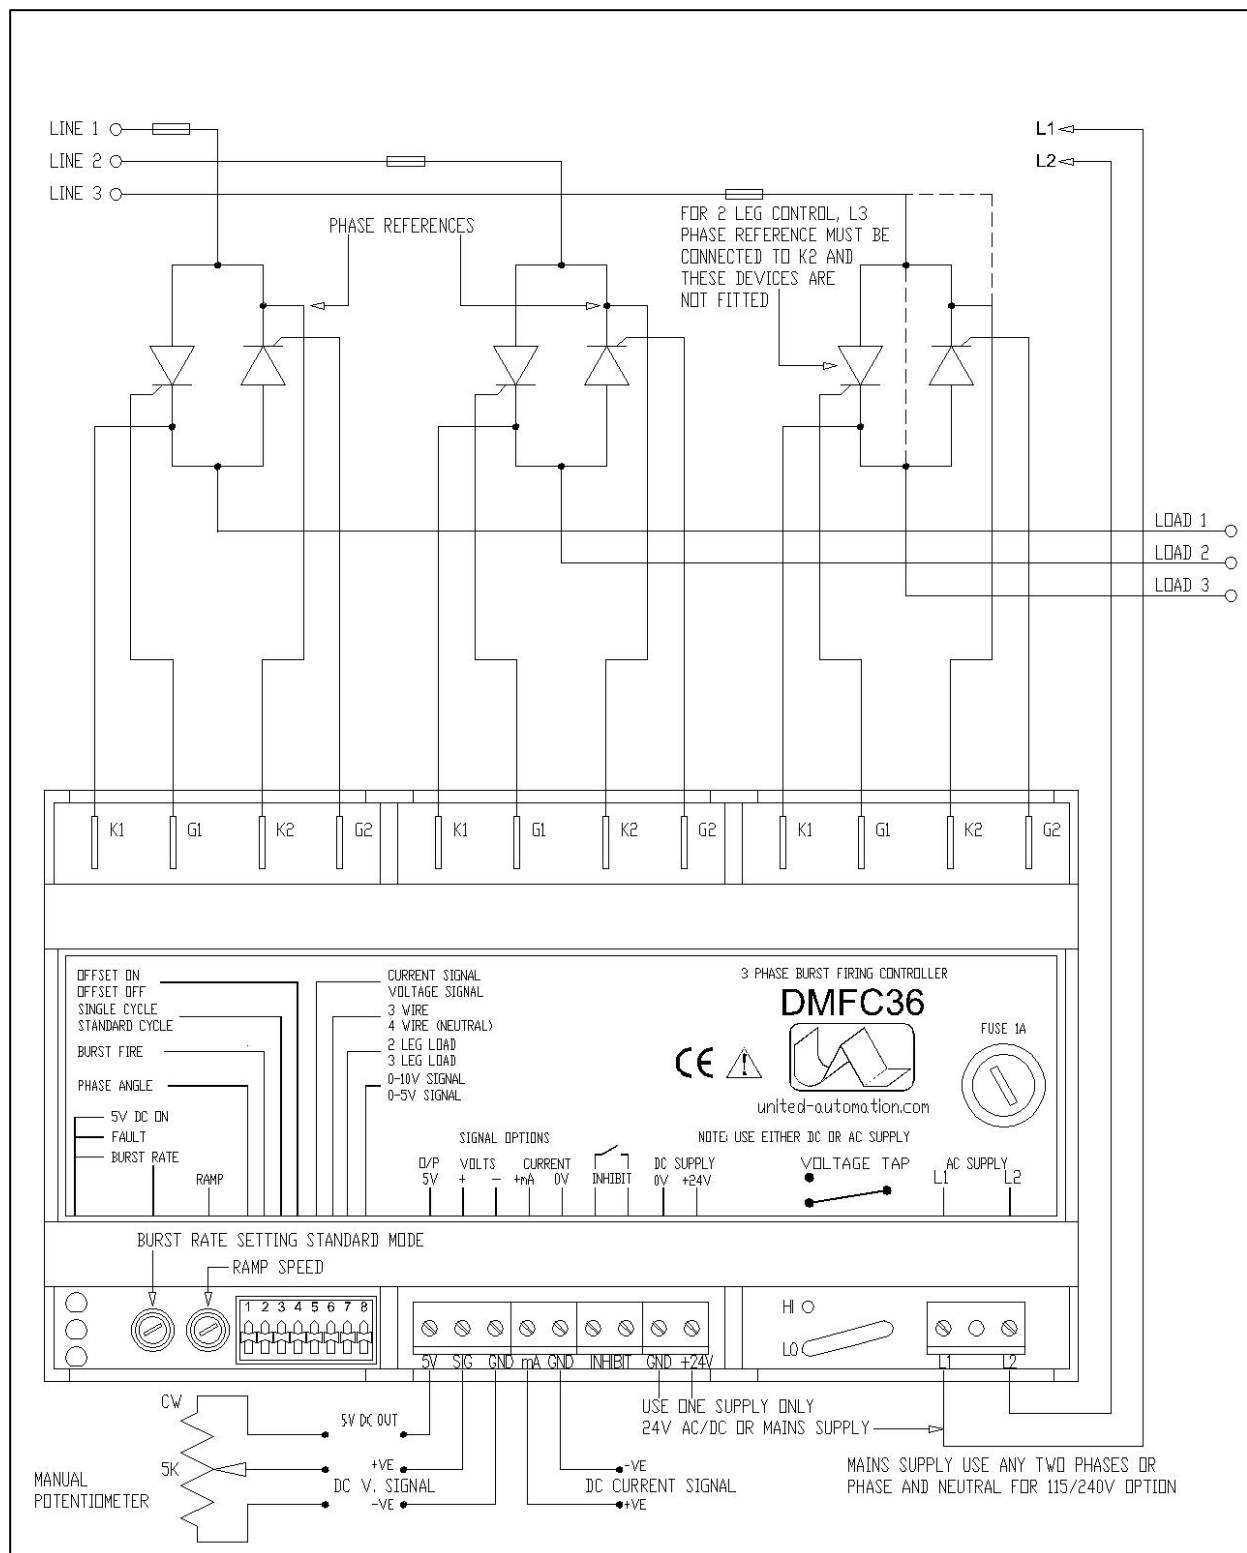 LINE 1
L1
LINE 2
L2
LINE 3
PHASE REFERENCES
FOR 2 LEG CONTROL, L3
PHASE REFERENCE MUST BE
CONNECTED TO K2 AND
THESE DEVICES ARE
NOT FITTED
LOAD 1
LOAD 2
LOAD 3
K1 G1 K2 G2 K1 G1 K2 G2 K1 G1 K2 G2
OFFSET ON
OFFSET OFF
SINGLE CYCLE
STANDARD CYCLE
BURST FIRE
PHASE ANGLE
5V DC ON
FAULT
BURST RATE
RAMP
CURRENT SIGNAL
VOLTAGE SIGNAL
3 WIRE
4 WIRE (NEUTRAL)
2 LEG LOAD
3 LEG LOAD
0-10V SIGNAL
0-5V SIGNAL
3 PHASE BURST FIRING CONTROLLER
DMFC36
CE
united-automation.com
FUSE 1A
SIGNAL OPTIONS
NOTE: USE EITHER DC OR AC SUPPLY
O/P VOLTS CURRENT DC SUPPLY
5V + - +mA 0V INHIBIT 0V +24V
VOLTAGE TAP
AC SUPPLY
L1 L2
BURST RATE SETTING STANDARD MODE
RAMP SPEED
1 2 3 4 5 6 7 8
HI
LO
5V SIG GND mA GND INHIBIT GND +24V
L1 L2
CW
5K
MANUAL
POTENTIOMETER
5V DC OUT
+VE
DC V. SIGNAL
-VE
-VE
DC CURRENT SIGNAL
+VE
USE ONE SUPPLY ONLY
24V AC/DC OR MAINS SUPPLY
MAINS SUPPLY USE ANY TWO PHASES OR
PHASE AND NEUTRAL FOR 115/240V OPTION